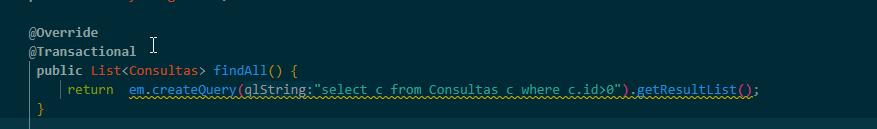 @Override
@Transactional
public List<Consultas> findAll() {
return em.createQuery(qlString:"select c from Consultas c where c.id>0").getResultList();
}